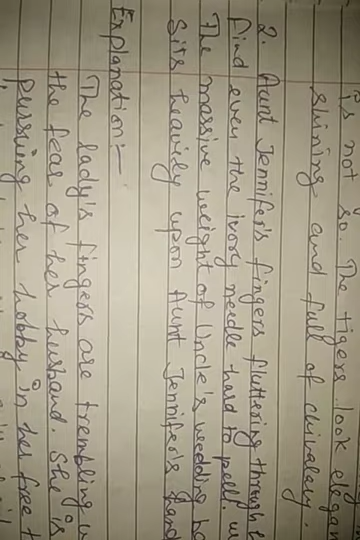 is not so. The tigers look elegan
shining and full of chivalary.
2. Aunt Jennifer's fingers fluttering through
find even the ivory needle hard to pull.
The massive weight of Uncle's wedding ba
Sits heavily upon Aunt Jennifer's hand
Explanation:-
The lady's fingers are trembling
the fear of her husband. She is
pursuing her hobby in her free t